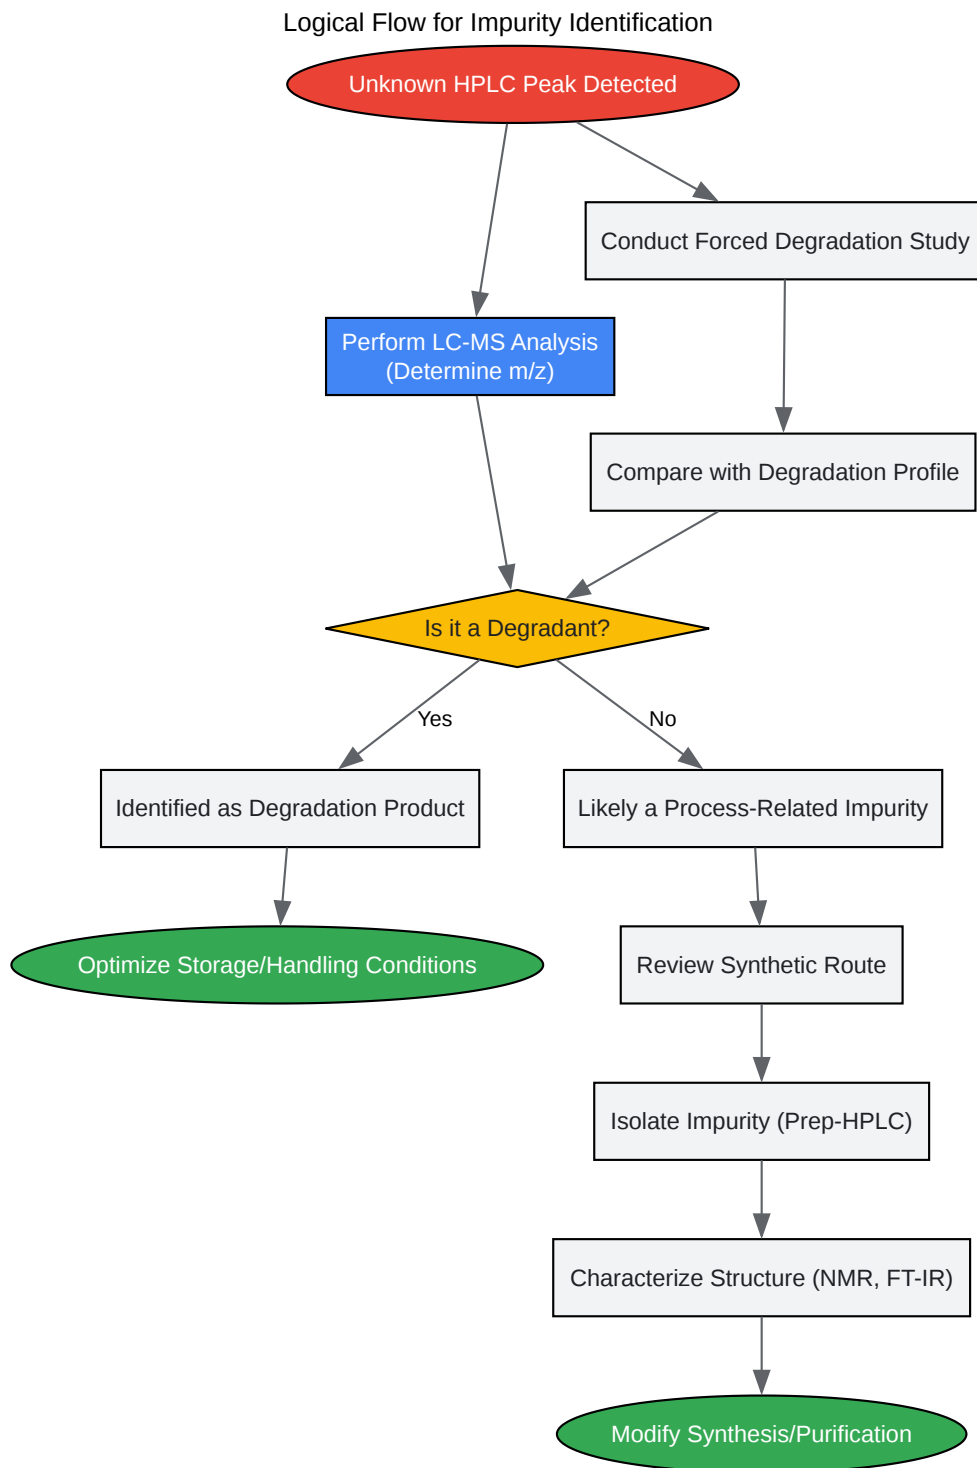 Logical Flow for Impurity Identification
Unknown HPLC Peak Detected
Conduct Forced Degradation Study
Perform LC-MS Analysis
(Determine m/z)
Compare with Degradation Profile
Is it a Degradant?
Yes
No
Identified as Degradation Product
Likely a Process-Related Impurity
Optimize Storage/Handling Conditions
Review Synthetic Route
Isolate Impurity (Prep-HPLC)
Characterize Structure (NMR, FT-IR)
Modify Synthesis/Purification